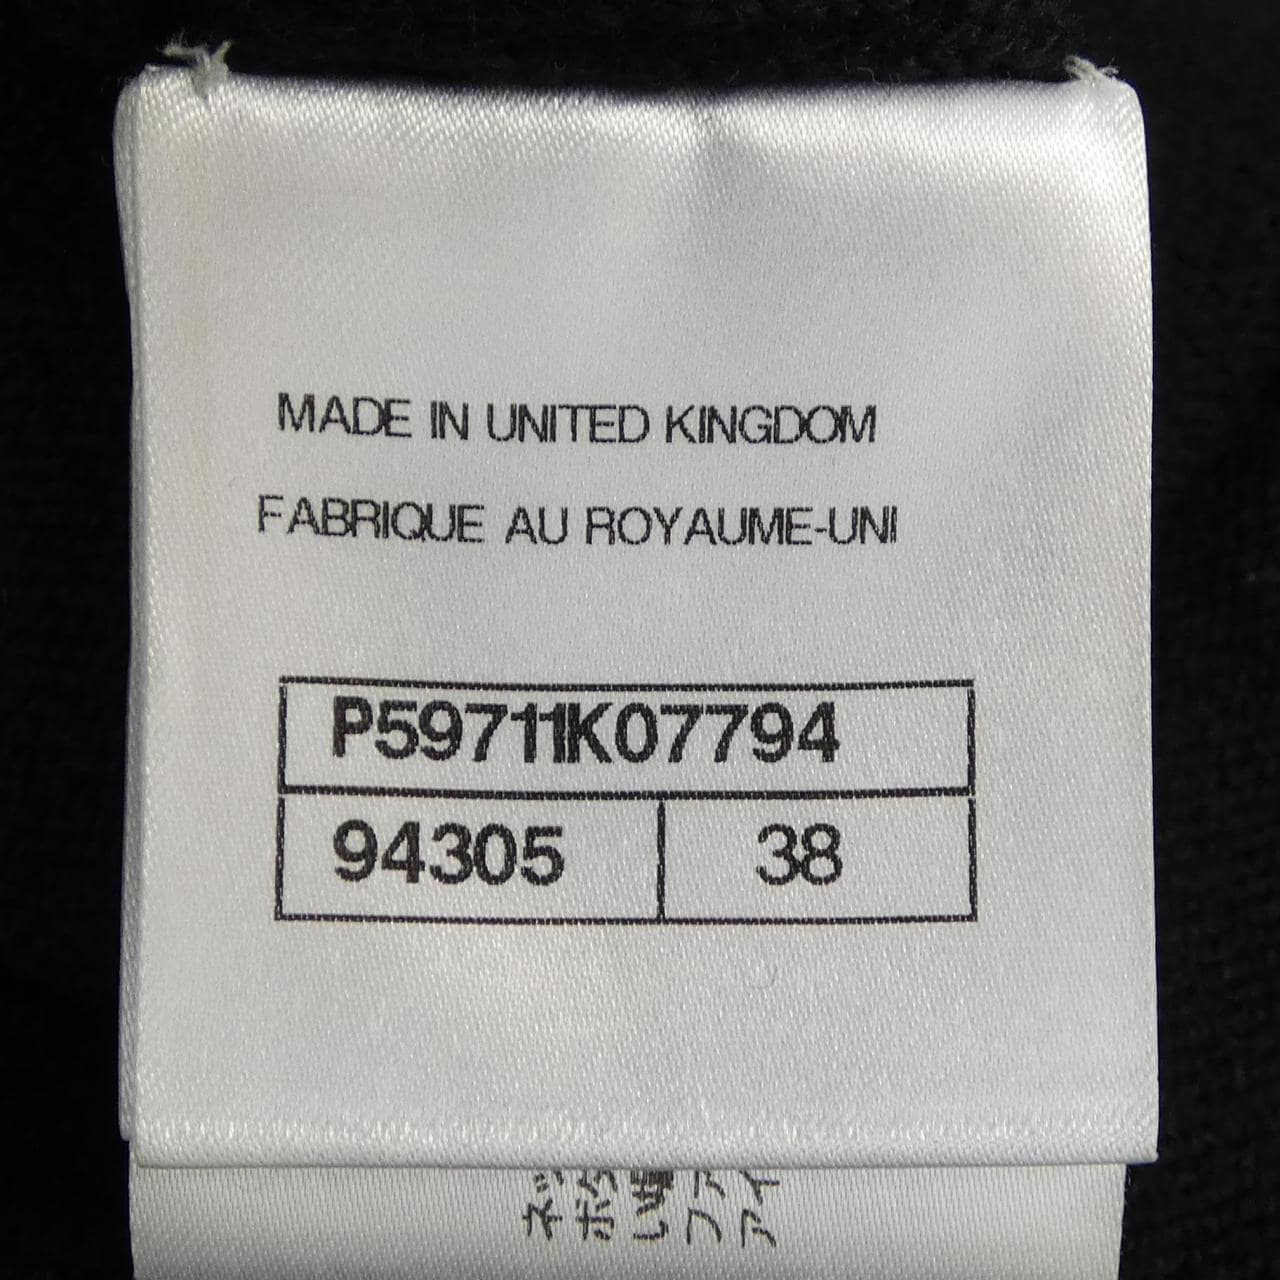 MADE IN UNITED KINGDOM
FABRIQUE AU ROYAUME-UNI
P59711K07794
94305 38